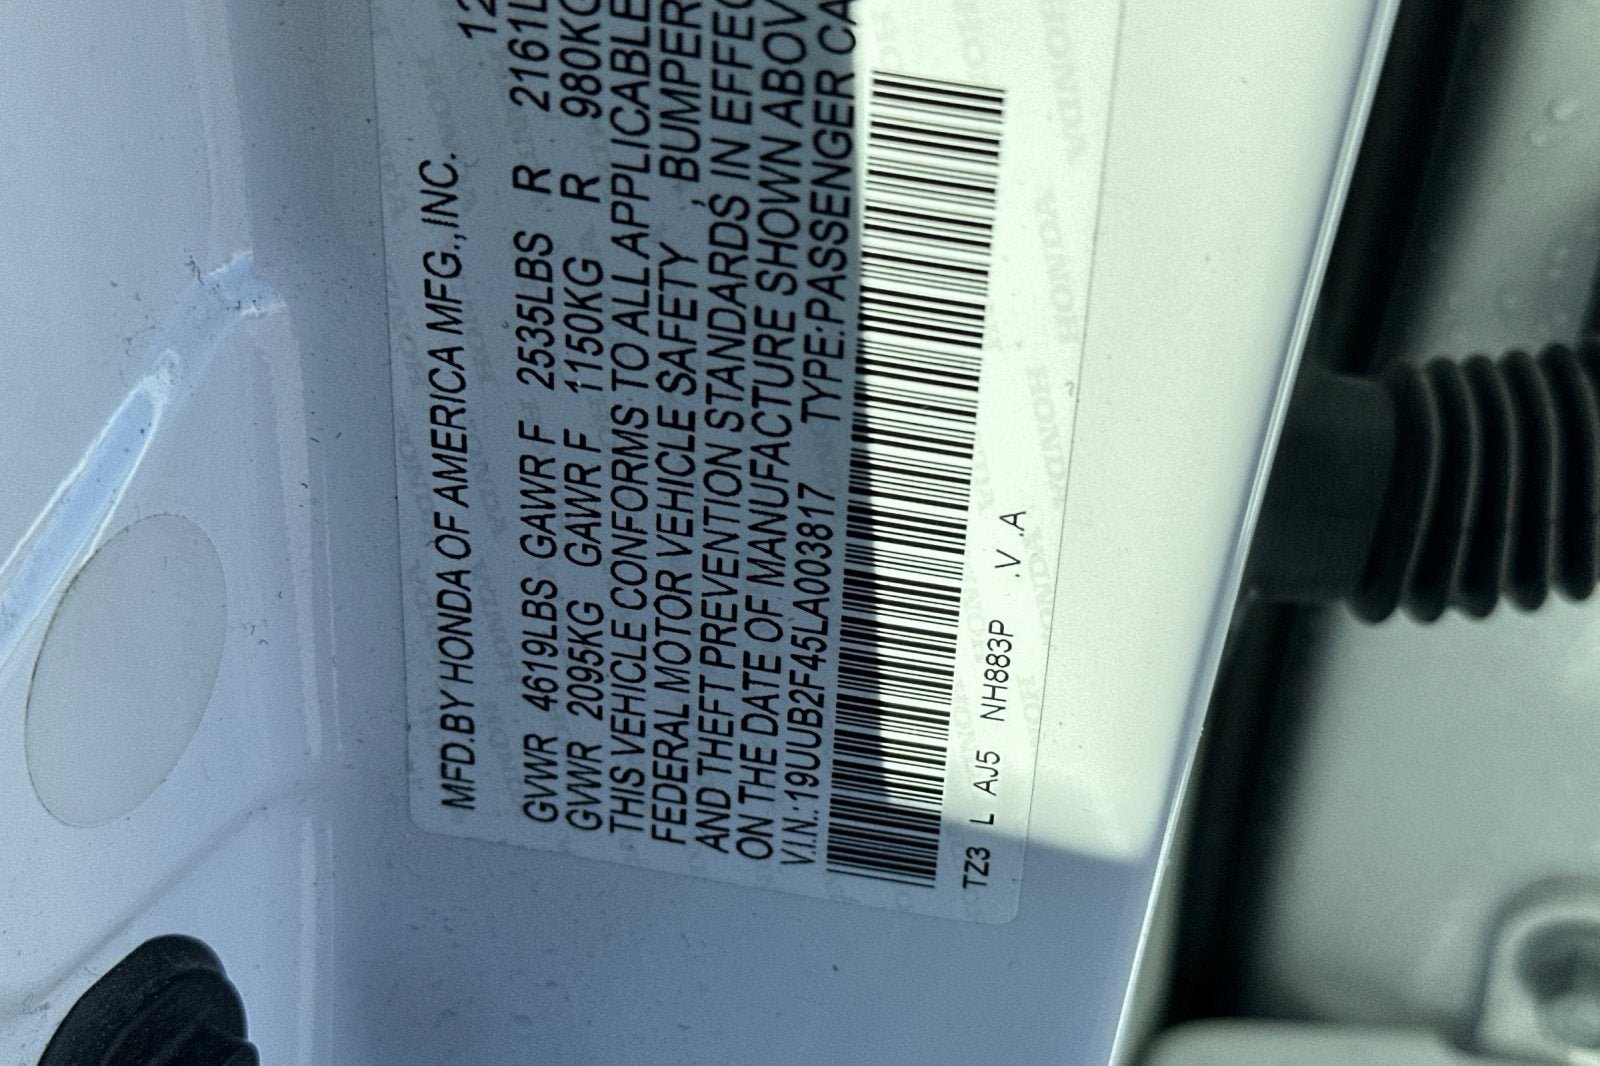 MFD.BY HONDA OF AMERICA MFG.,INC. 12
GVWR 4619LBS GAWR F 2535LBS R 2161L
GVWR 2095KG GAWR F 1150KG R 980KG
THIS VEHICLE CONFORMS TO ALL APPLICABLE
FEDERAL MOTOR VEHICLE SAFETY , BUMPER
AND THEFT PREVENTION STANDARDS IN EFFEC
ON THE DATE OF MANUFACTURE SHOWN ABOV
V.I.N.:19UUB2F45LA003817 TYPE:PASSENGER CA
TZ3 L AJ5 NH883P .V .A